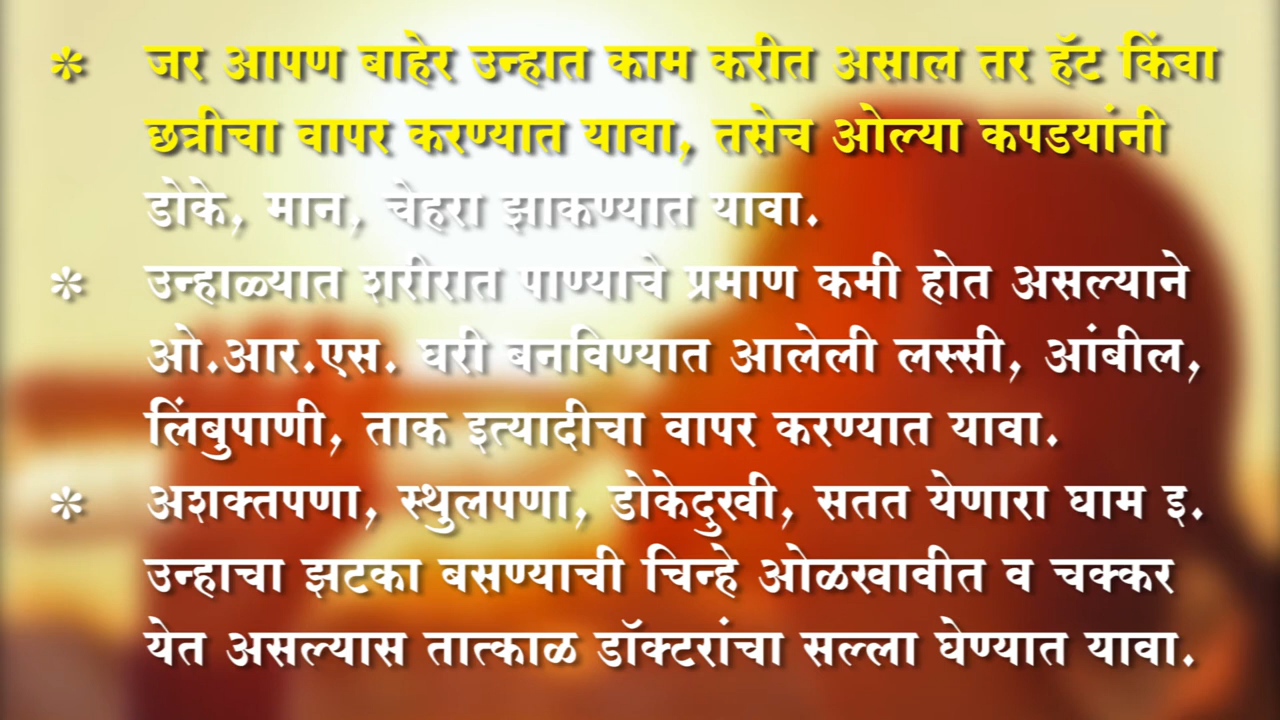 * जर आपण बाहेर उन्हात काम करीत असाल तर हॅट किंवा
छत्रीचा वापर करण्यात यावा, तसेच ओल्या कपडयांनी
डोके, मान, चेहरा झाकण्यात यावा.
* उन्हाळ्यात शरीरात पाण्याचे प्रमाण कमी होत असल्याने
ओ.आर.एस. घरी बनविण्यात आलेली लस्सी, आंबील,
लिंबुपाणी, ताक इत्यादीचा वापर करण्यात यावा.
* अशक्तपणा, स्थुलपणा, डोकेदुखी, सतत येणारा घाम इ.
उन्हाचा झटका बसण्याची चिन्हे ओळखावीत व चक्कर
येत असल्यास तात्काळ डॉक्टरांचा सल्ला घेण्यात यावा.